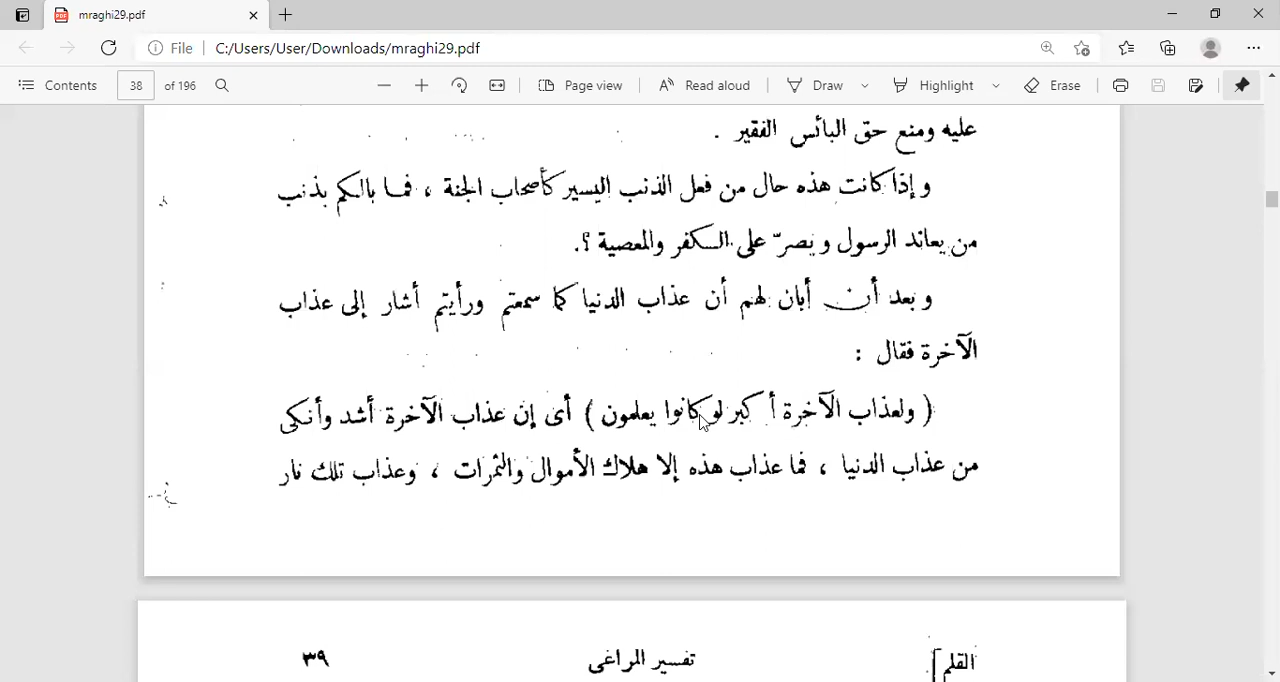 mraghi29.pdf
File C:/Users/User/Downloads/mraghi29.pdf
Contents 38 of 196 Page view Read aloud Draw Highlight Erase
عليه ومنع حق البائس الفقير .
وإذا كانت هذه حال من فعل الذنب اليسير كأصحاب الجنة ، فما بالكم بذنب
من يعاند الرسول ويصرّ على الكفر والمعصية ؟.
وبعد أن أبان لهم أن عذاب الدنيا كما سمعتم ورأيتم أشار إلى عذاب
الآخرة فقال :
( ولعذاب الآخرة أكبر لو كانوا يعلمون ) أى إن عذاب الآخرة أشد وأنكى
من عذاب الدنيا ، فما عذاب هذه إلا هلاك الأموال والثمرات ، وعذاب تلك نار
القلم ] تفسير المراغى ٣٩